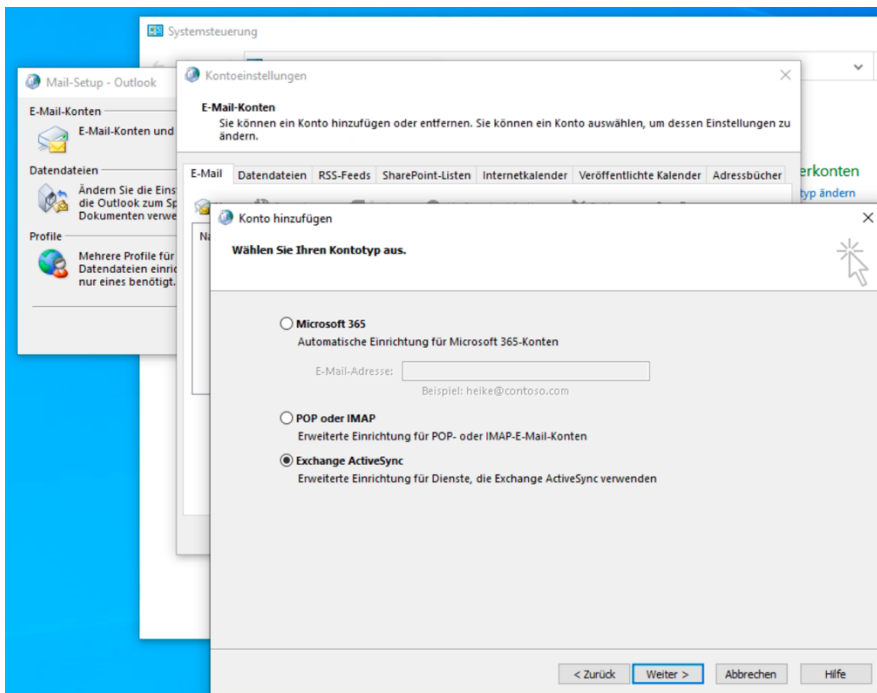 Systemsteuerung
Mail-Setup - Outlook
E-Mail-Konten
E-Mail-Konten und
Datendateien
Ändern Sie die Eins
die Outlook zum Sp
Dokumenten verwe
Profile
Mehrere Profile für
Datendateien einric
nur eines benötigt.
Kontoeinstellungen
E-Mail-Konten
Sie können ein Konto hinzufügen oder entfernen. Sie können ein Konto auswählen, um dessen Einstellungen zu
ändern.
E-Mail Datendateien RSS-Feeds SharePoint-Listen Internetkalender Veröffentlichte Kalender Adressbücher
Na
erkonten
typ ändern
Konto hinzufügen
Wählen Sie Ihren Kontotyp aus.
Microsoft 365
Automatische Einrichtung für Microsoft 365-Konten
E-Mail-Adresse:
Beispiel: heike@contoso.com
POP oder IMAP
Erweiterte Einrichtung für POP- oder IMAP-E-Mail-Konten
Exchange ActiveSync
Erweiterte Einrichtung für Dienste, die Exchange ActiveSync verwenden
< Zurück Weiter > Abbrechen Hilfe